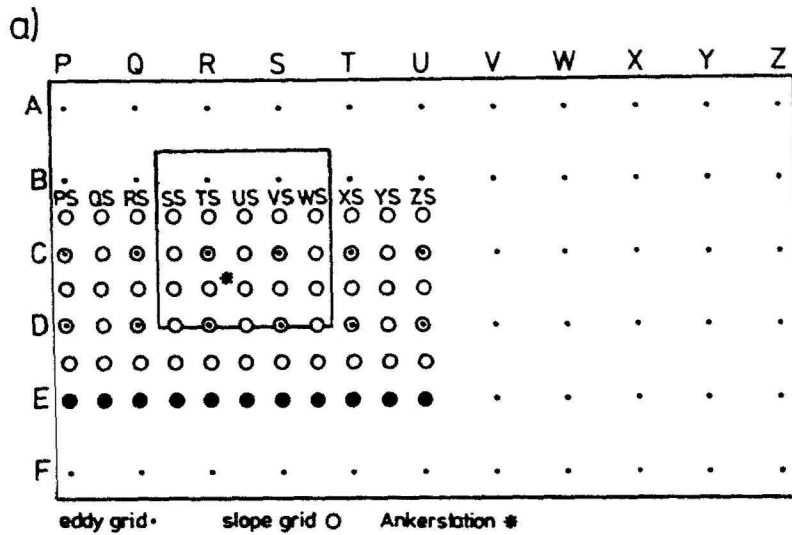 a)
P Q R S T U V W X Y Z
A
B
PS QS RS SS TS US VS WS XS YS ZS
C
D
E
F
eddy grid · slope grid O Ankerstation *